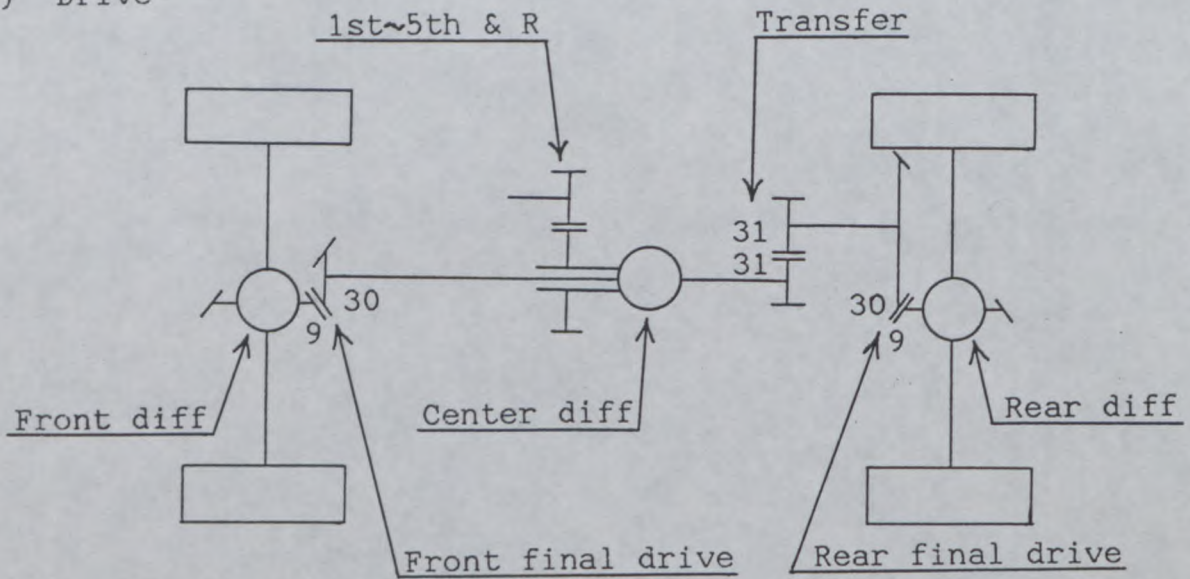 Drive
1st~5th & R
Transfer
31
31
30
9
30
9
Front diff
Center diff
Rear diff
Front final drive
Rear final drive